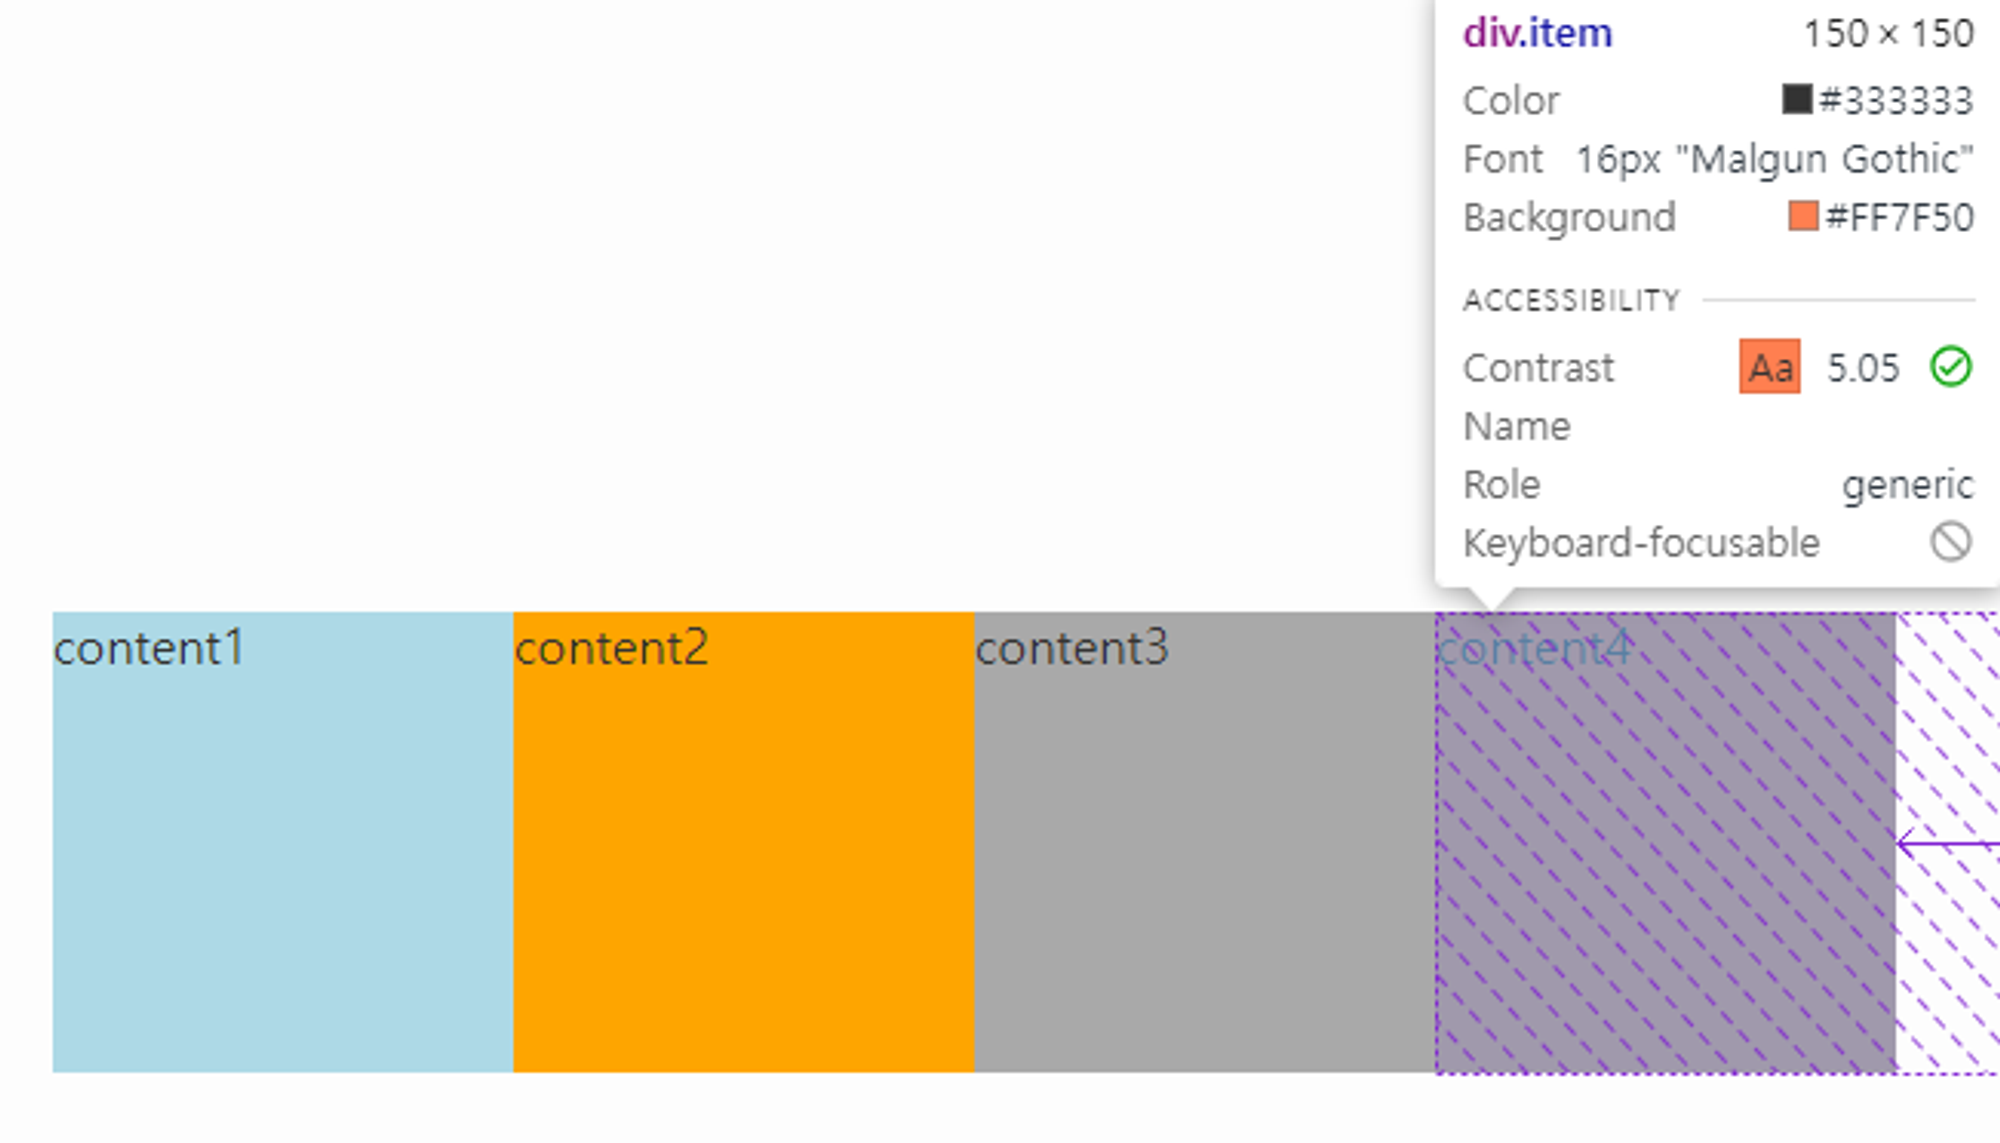 div.item 150 × 150
Color #333333
Font 16px "Malgun Gothic"
Background #FF7F50
ACCESSIBILITY
Contrast Aa 5.05
Name
Role generic
Keyboard-focusable
content1 content2 content3 content4